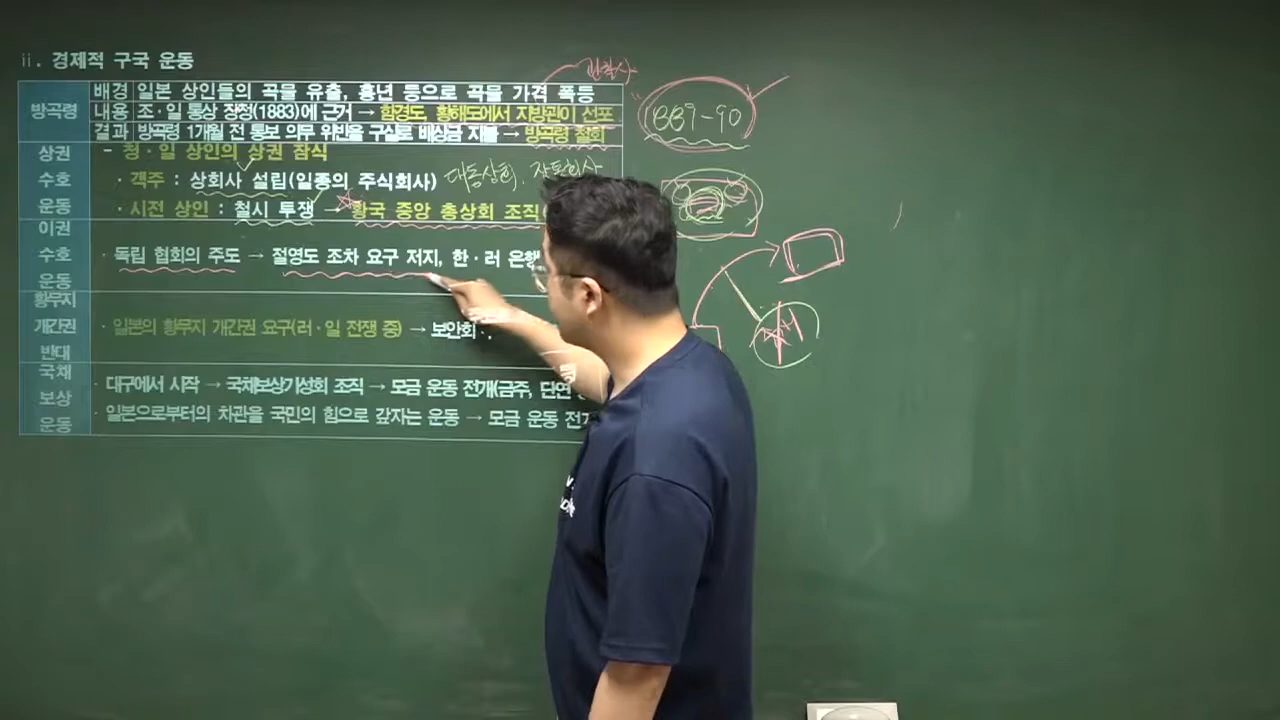 ii. 경제적 구국 운동
관찰사
방곡령
배경 일본 상인들의 곡물 유출, 흉년 등으로 곡물 가격 폭등
내용 조·일 통상 장정(1883)에 근거 → 함경도, 황해도에서 지방관이 선포
결과 방곡령 1개월 전 통보 의무 위반을 구실로 배상금 지불 → 방곡령 철회
889-90
상권
수호
운동
- 청·일 상인의 상권 잠식
· 객주 : 상회사 설립(일종의 주식회사) 대동상회, 장통회사
· 시전 상인 : 철시 투쟁 → 황국 중앙 총상회 조직
이권
수호
운동
· 독립 협회의 주도 → 절영도 조차 요구 저지, 한·러 은행
황무지
개간권
반대
· 일본의 황무지 개간권 요구(러·일 전쟁 중) → 보안회
국채
보상
운동
· 대구에서 시작 → 국채보상기성회 조직 → 모금 운동 전개(금주, 단연
· 일본으로부터의 차관을 국민의 힘으로 갚자는 운동 → 모금 운동